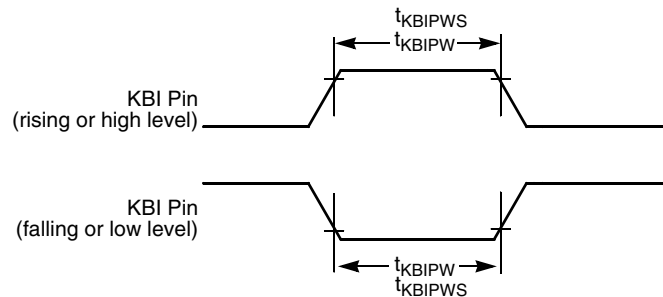 tKBIPWS
tKBIPW
KBI Pin
(rising or high level)
KBI Pin
(falling or low level)
tKBIPW
tKBIPWS